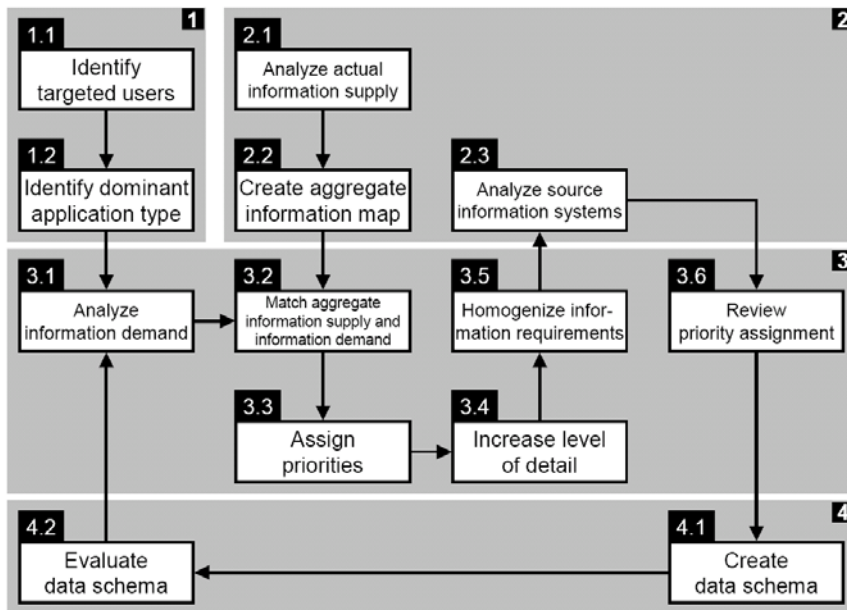 1
1.1
Identify
targeted users
1.2
Identify dominant
application type
2
2.1
Analyze actual
information supply
2.2
Create aggregate
information map
2.3
Analyze source
information systems
3
3.1
Analyze
information demand
3.2
Match aggregate
information supply and
information demand
3.5
Homogenize infor-
mation requirements
3.6
Review
priority assignment
3.3
Assign
priorities
3.4
Increase level
of detail
4
4.2
Evaluate
data schema
4.1
Create
data schema